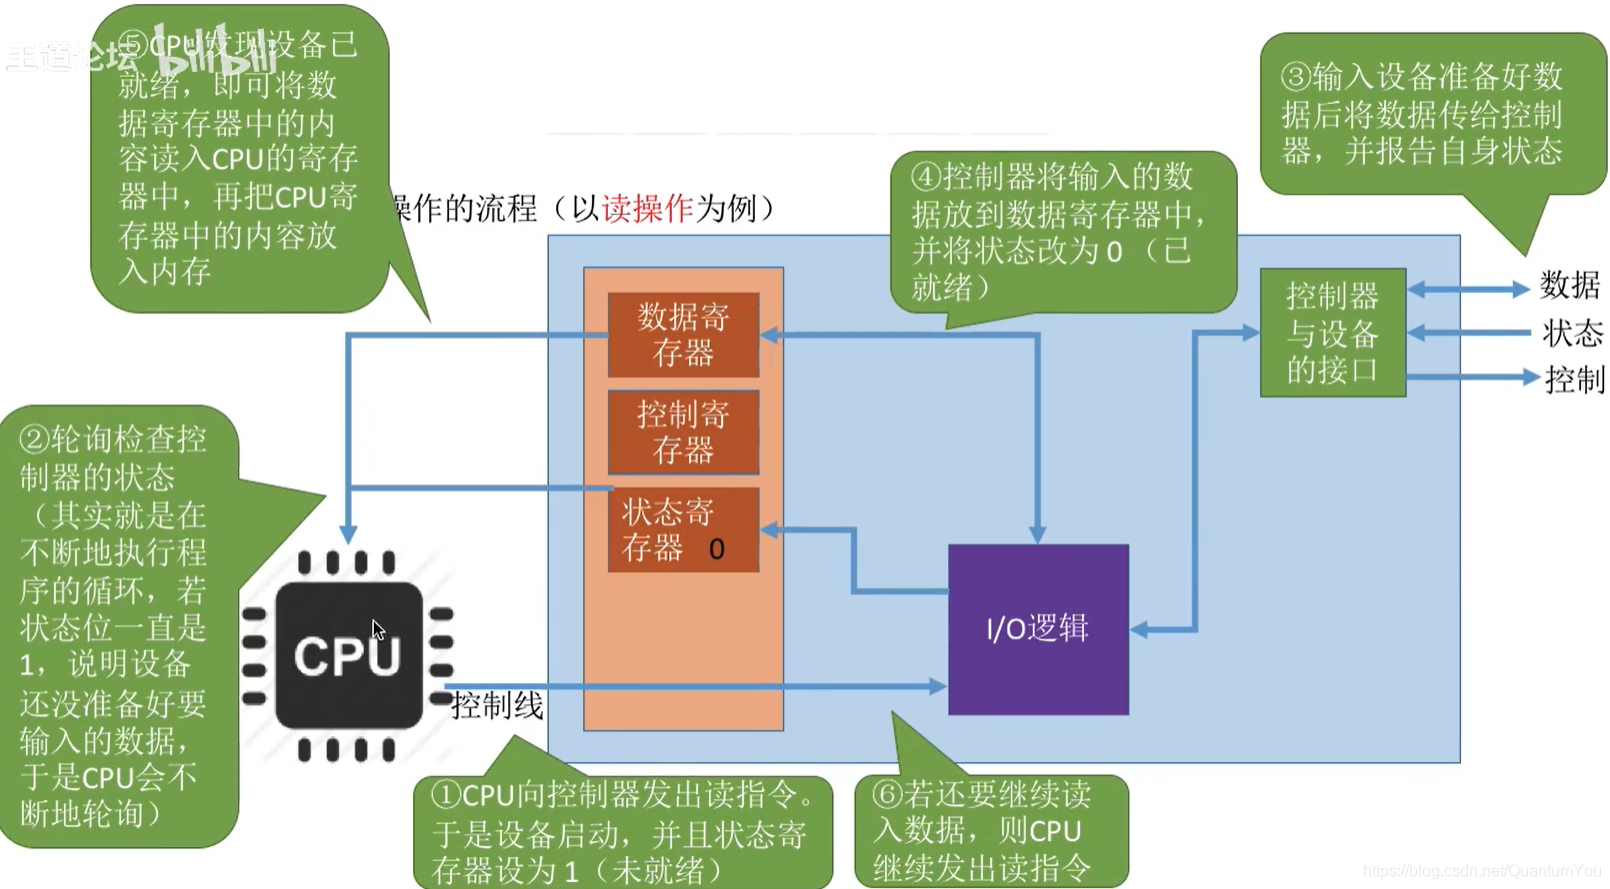 王道论坛 bilibili
⑤CPU发现设备已
就绪，即可将数
据寄存器中的内
容读入CPU的寄存
器中，再把CPU寄
存器中的内容放
入内存
操作的流程（以读操作为例）
④控制器将输入的数
据放到数据寄存器中，
并将状态改为 0 （已
就绪）
③输入设备准备好数
据后将数据传给控制
器，并报告自身状态
数据寄
存器
控制寄
存器
状态寄
存器 0
控制器
与设备
的接口
数据
状态
控制
②轮询检查控
制器的状态
（其实就是在
不断地执行程
序的循环，若
状态位一直是
1，说明设备
还没准备好要
输入的数据，
于是CPU会不
断地轮询）
CPU
I/O逻辑
控制线
①CPU向控制器发出读指令。
于是设备启动，并且状态寄
存器设为 1（未就绪）
⑥若还要继续读
入数据，则CPU
继续发出读指令
https://blog.csdn.net/QuantumYou